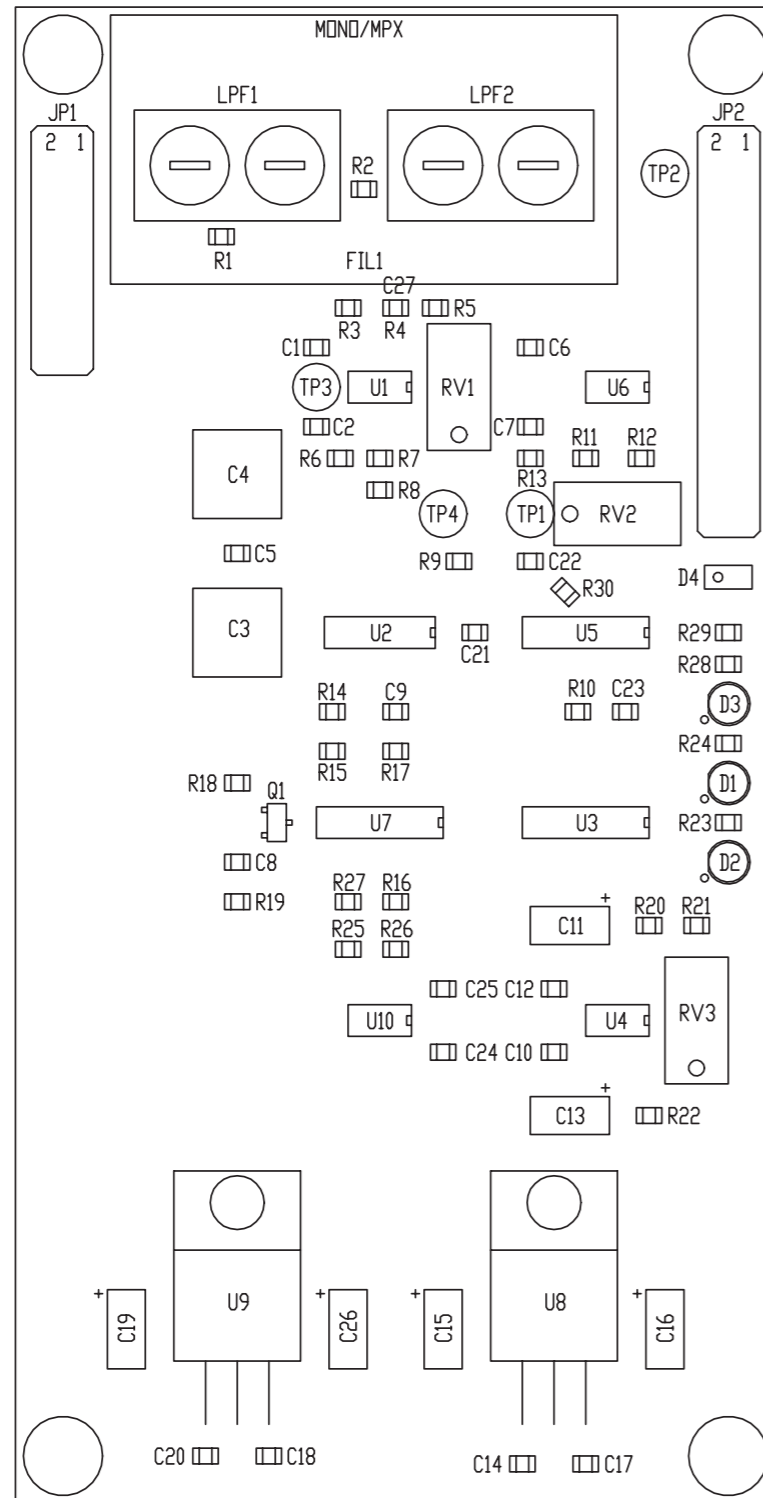 MONO/MPX
LPF1 LPF2
JP1 JP2
2 1 2 1
R2 TP2
R1 FIL1
C27
R5
R3 R4
C1 C6
TP3 U1 RV1 U6
C2 C7
R11 R12
R6 R7
R13
C4
R8
TP4 TP1 RV2
C5 R9 C22
D4
R30
C3 U2 U5 R29
C21
R28
R14 C9 R10 C23 D3
R24
R15 R17
R18 Q1 D1
U7 U3 R23
C8 D2
R27 R16
R19
+
C11 R20 R21
R25 R26
C25 C12
U10 U4 RV3
C24 C10
+
C13 R22
+ + + +
U9 U8
C19 C26 C15 C16
C20 C18 C14 C17